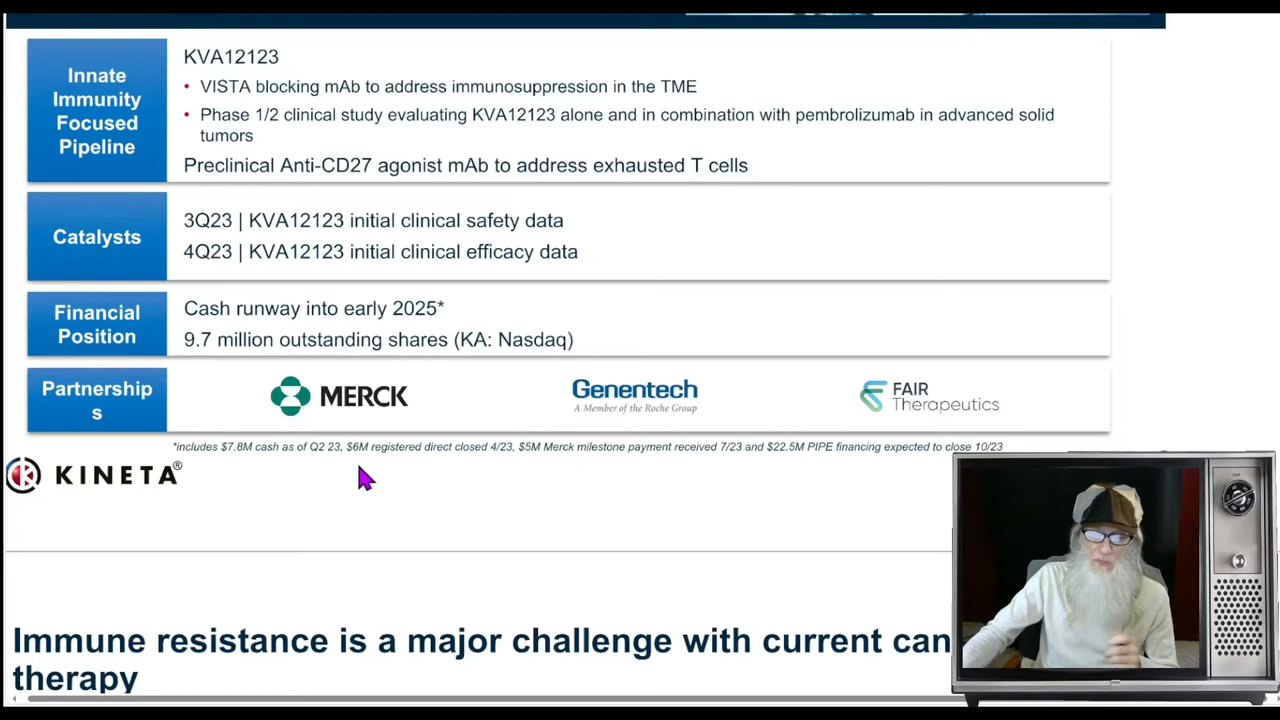 Innate
Immunity
Focused
Pipeline
KVA12123
• VISTA blocking mAb to address immunosuppression in the TME
• Phase 1/2 clinical study evaluating KVA12123 alone and in combination with pembrolizumab in advanced solid
tumors
Preclinical Anti-CD27 agonist mAb to address exhausted T cells
Catalysts
3Q23 | KVA12123 initial clinical safety data
4Q23 | KVA12123 initial clinical efficacy data
Financial
Position
Cash runway into early 2025*
9.7 million outstanding shares (KA: Nasdaq)
Partnership
s
MERCK
Genentech
A Member of the Roche Group
FAIR
Therapeutics
*includes $7.8M cash as of Q2 23, $6M registered direct closed 4/23, $5M Merck milestone payment received 7/23 and $22.5M PIPE financing expected to close 10/23
KINETA®
Immune resistance is a major challenge with current can
therapy